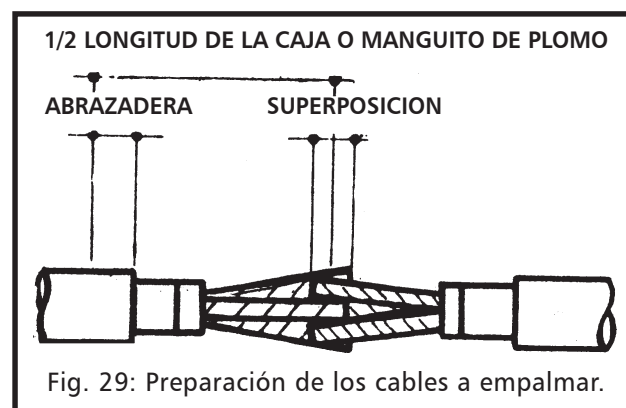 1/2 LONGITUD DE LA CAJA O MANGUITO DE PLOMO
ABRAZADERA SUPERPOSICION
Fig. 29: Preparación de los cables a empalmar.